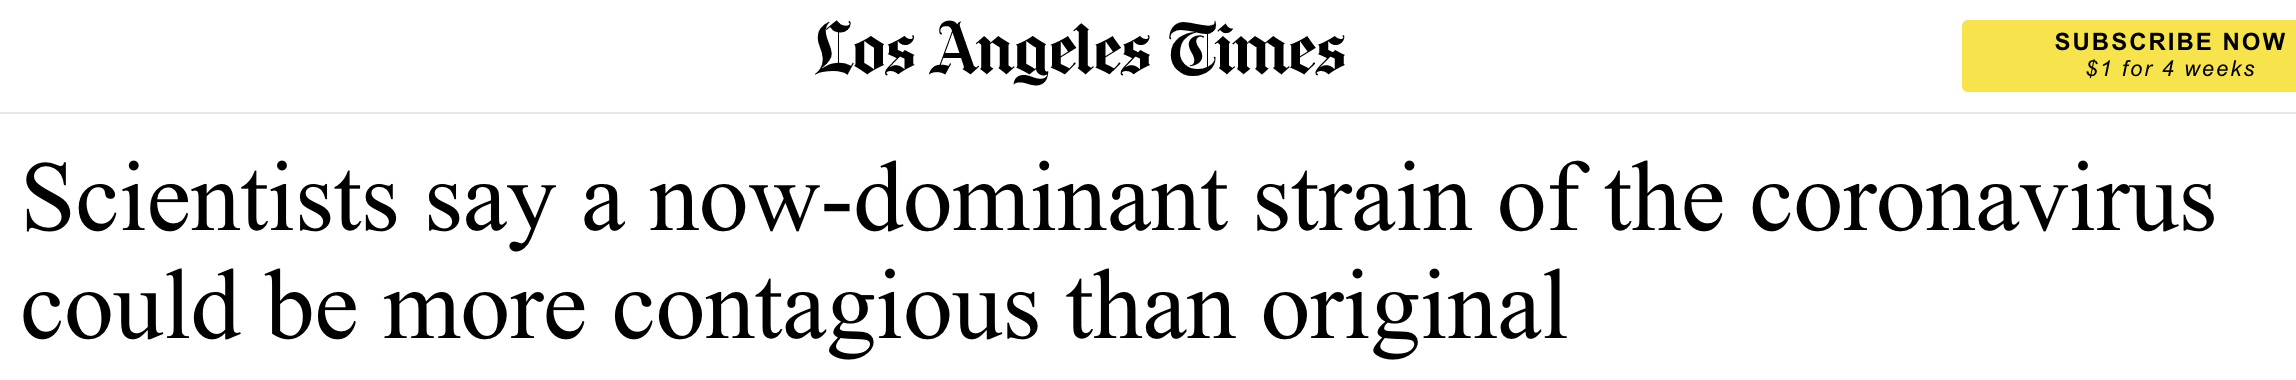 Los Angeles Times
SUBSCRIBE NOW
$1 for 4 weeks
Scientists say a now-dominant strain of the coronavirus
could be more contagious than original